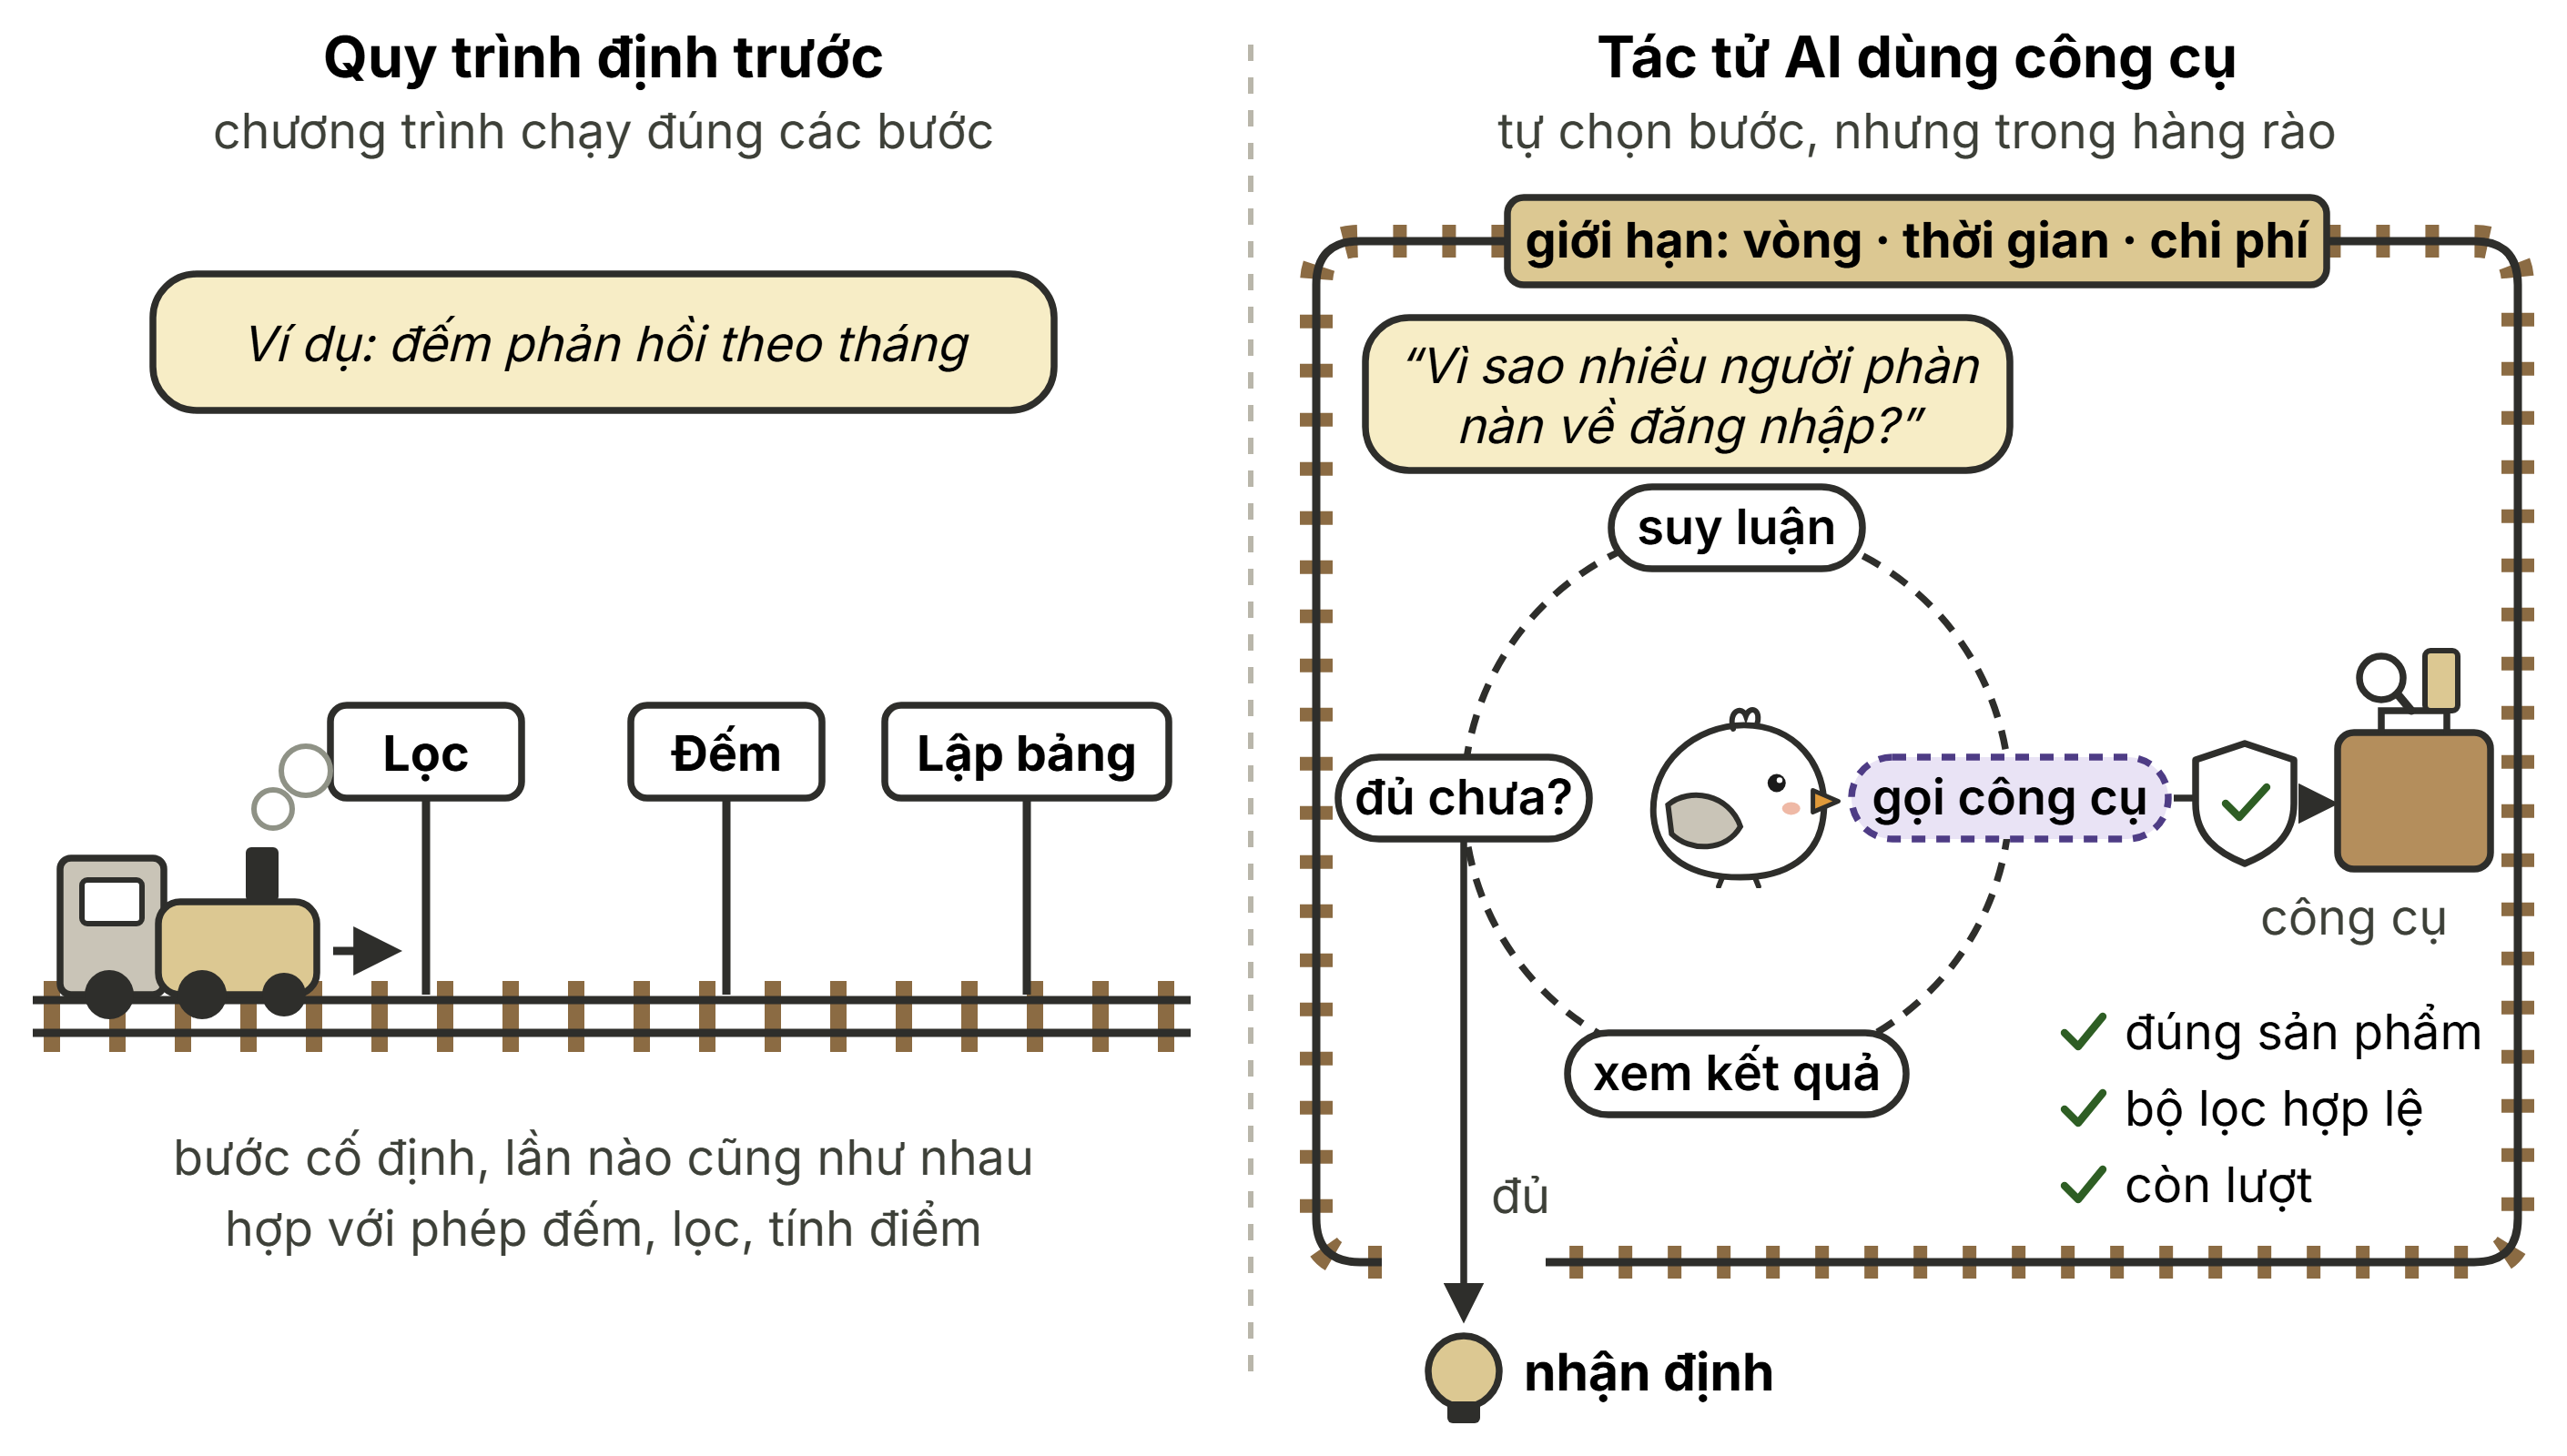 Quy trình định trước
chương trình chạy đúng các bước
Ví dụ: đếm phản hồi theo tháng
Lọc
Đếm
Lập bảng
bước cố định, lần nào cũng như nhau
hợp với phép đếm, lọc, tính điểm
Tác tử AI dùng công cụ
tự chọn bước, nhưng trong hàng rào
giới hạn: vòng · thời gian · chi phí
“Vì sao nhiều người phàn
nàn về đăng nhập?”
suy luận
đủ chưa?
gọi công cụ
công cụ
xem kết quả
đúng sản phẩm
bộ lọc hợp lệ
còn lượt
đủ
nhận định